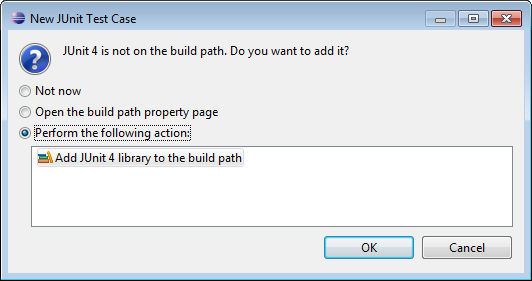 New JUnit Test Case
JUnit 4 is not on the build path. Do you want to add it?
Not now
Open the build path property page
Perform the following action:
Add JUnit 4 library to the build path
OK Cancel